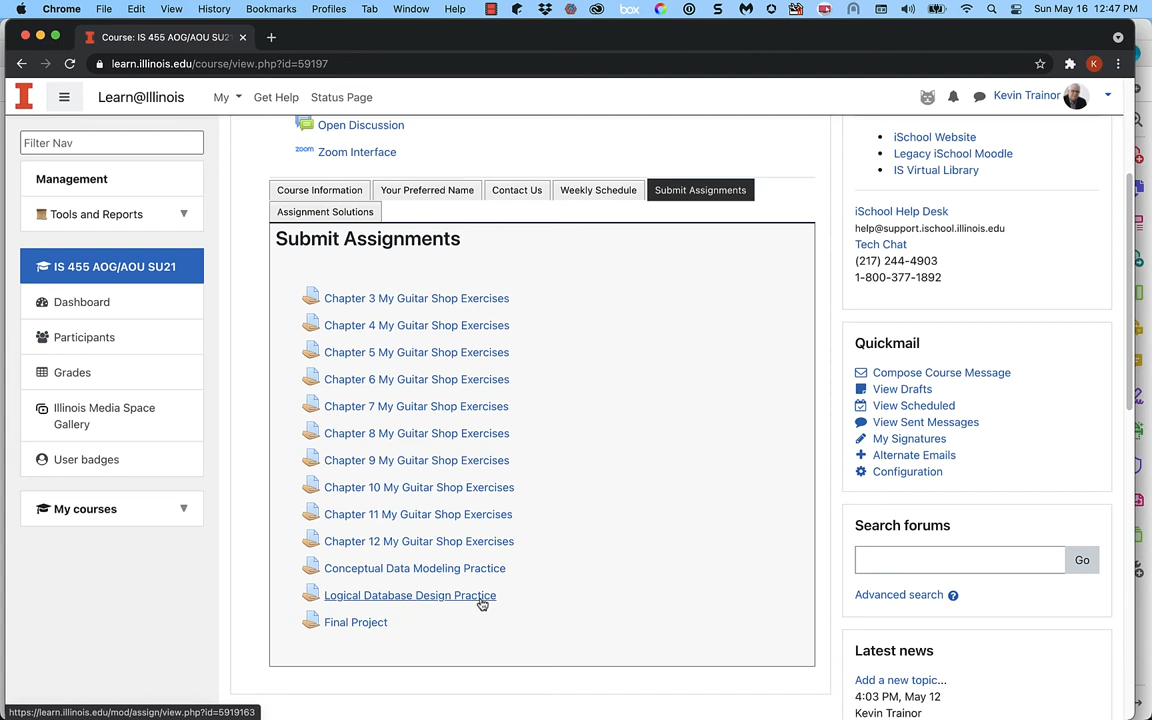 Chrome File Edit View History Bookmarks Profiles Tab Window Help box Sun May 16 12:47 PM
Course: IS 455 AOG/AOU SU21
learn.illinois.edu/course/view.php?id=59197
Learn@Illinois My Get Help Status Page Kevin Trainor
Filter Nav
Management
Tools and Reports
IS 455 AOG/AOU SU21
Dashboard
Participants
Grades
Illinois Media Space
Gallery
User badges
My courses
Open Discussion
zoom Zoom Interface
Course Information Your Preferred Name Contact Us Weekly Schedule Submit Assignments
Assignment Solutions
Submit Assignments
Chapter 3 My Guitar Shop Exercises
Chapter 4 My Guitar Shop Exercises
Chapter 5 My Guitar Shop Exercises
Chapter 6 My Guitar Shop Exercises
Chapter 7 My Guitar Shop Exercises
Chapter 8 My Guitar Shop Exercises
Chapter 9 My Guitar Shop Exercises
Chapter 10 My Guitar Shop Exercises
Chapter 11 My Guitar Shop Exercises
Chapter 12 My Guitar Shop Exercises
Conceptual Data Modeling Practice
Logical Database Design Practice
Final Project
iSchool Website
Legacy iSchool Moodle
IS Virtual Library
iSchool Help Desk
help@support.ischool.illinois.edu
Tech Chat
(217) 244-4903
1-800-377-1892
Quickmail
Compose Course Message
View Drafts
View Scheduled
View Sent Messages
My Signatures
Alternate Emails
Configuration
Search forums
Go
Advanced search
Latest news
Add a new topic...
4:03 PM, May 12
Kevin Trainor
https://learn.illinois.edu/mod/assign/view.php?id=5919163